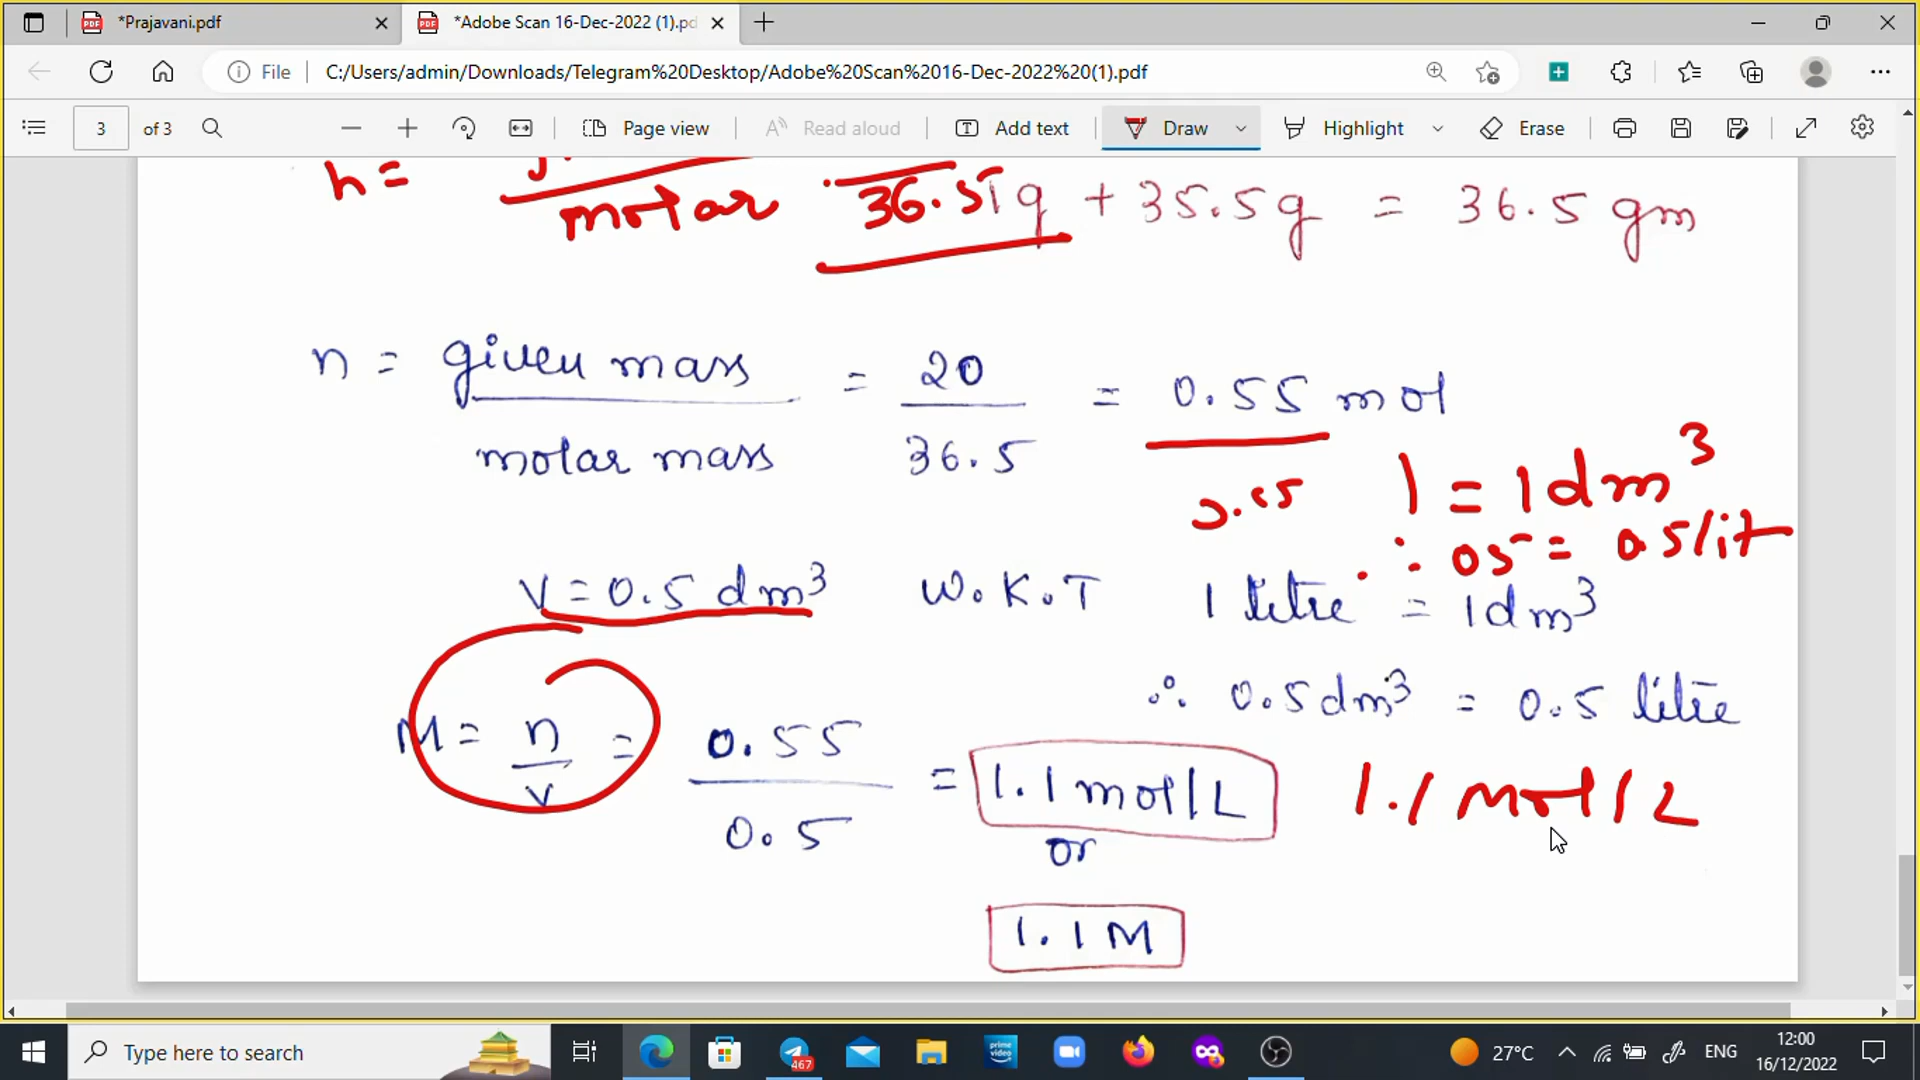 *Prajavani.pdf
*Adobe Scan 16-Dec-2022 (1).pd
File C:/Users/admin/Downloads/Telegram%20Desktop/Adobe%20Scan%2016-Dec-2022%20(1).pdf
3 of 3 Page view Read aloud Add text Draw Highlight Erase
n = molar 36.5 1g + 35.5g = 36.5 gm
n = given mass / molar mass = 20 / 36.5 = 0.55 mol
1 = 1dm³
∴ 05 = 0 5 lit
V = 0.5 dm³ W.K.T 1 litre = 1dm³
∴ 0.5dm³ = 0.5 litre
M = n / v = 0.55 / 0.5 = 1.1 mol/L 1.1 mol/L
or
1.1 M
Type here to search
467
prime video
27°C ENG 12:00
16/12/2022